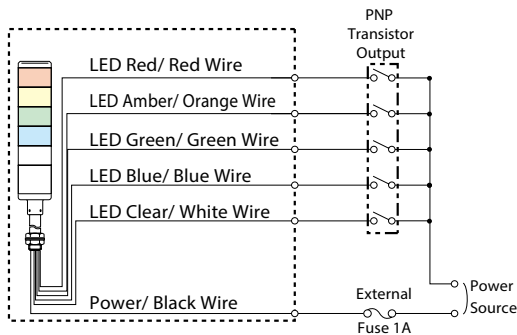 PNP
Transistor
Output
LED Red/ Red Wire
LED Amber/ Orange Wire
LED Green/ Green Wire
LED Blue/ Blue Wire
LED Clear/ White Wire
Power/ Black Wire
External
Fuse 1A
Power
Source